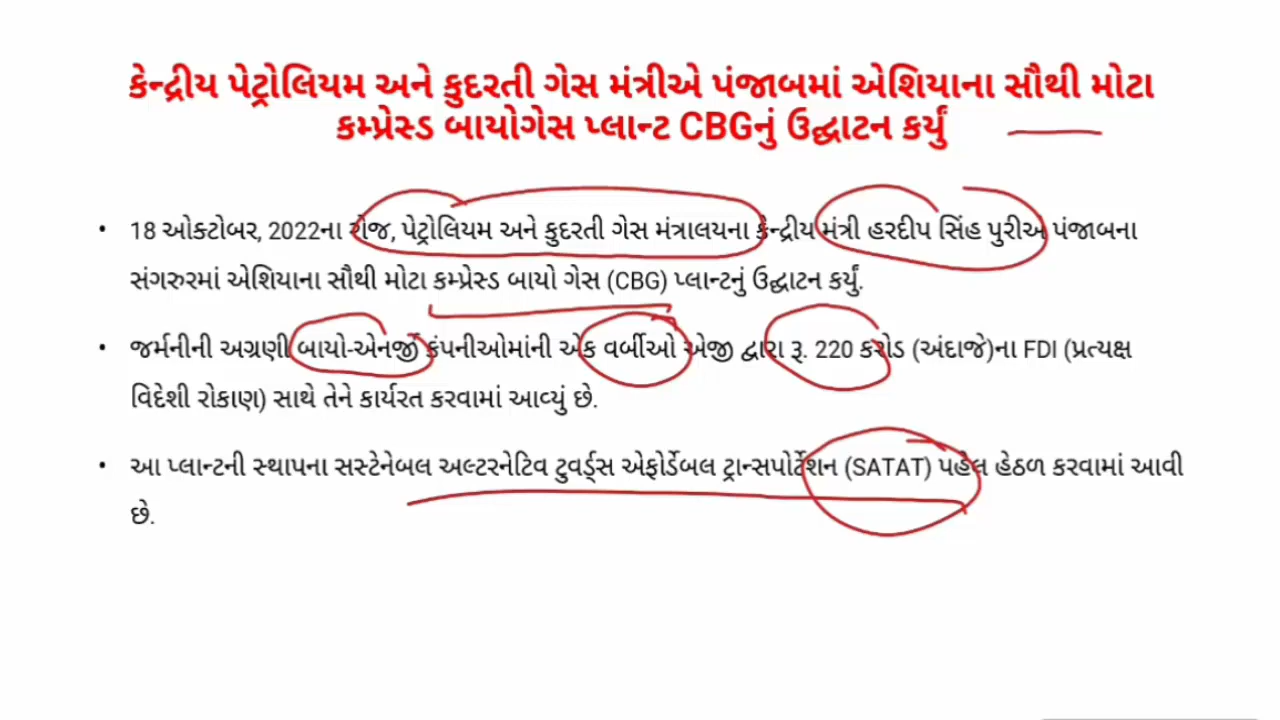 કેન્દ્રીય પેટ્રોલિયમ અને કુદરતી ગેસ મંત્રીએ પંજાબમાં એશિયાના સૌથી મોટા
કમ્પ્રેસ્ડ બાયોગેસ પ્લાન્ટ CBGનું ઉદ્ઘાટન કર્યું
• 18 ઓક્ટોબર, 2022ના રોજ, પેટ્રોલિયમ અને કુદરતી ગેસ મંત્રાલયના કેન્દ્રીય મંત્રી હરદીપ સિંહ પુરીએ પંજાબના
સંગરુરમાં એશિયાના સૌથી મોટા કમ્પ્રેસ્ડ બાયો ગેસ (CBG) પ્લાન્ટનું ઉદ્ઘાટન કર્યું.
• જર્મનીની અગ્રણી બાયો-એનર્જી કંપનીઓમાંની એક વર્બીઓ એજી દ્વારા રૂ. 220 કરોડ (અંદાજે)ના FDI (પ્રત્યક્ષ
વિદેશી રોકાણ) સાથે તેને કાર્યરત કરવામાં આવ્યું છે.
• આ પ્લાન્ટની સ્થાપના સસ્ટેનેબલ અલ્ટરનેટિવ ટુવર્ડ્સ એફોર્ડેબલ ટ્રાન્સપોર્ટેશન (SATAT) પહેલ હેઠળ કરવામાં આવી
છે.